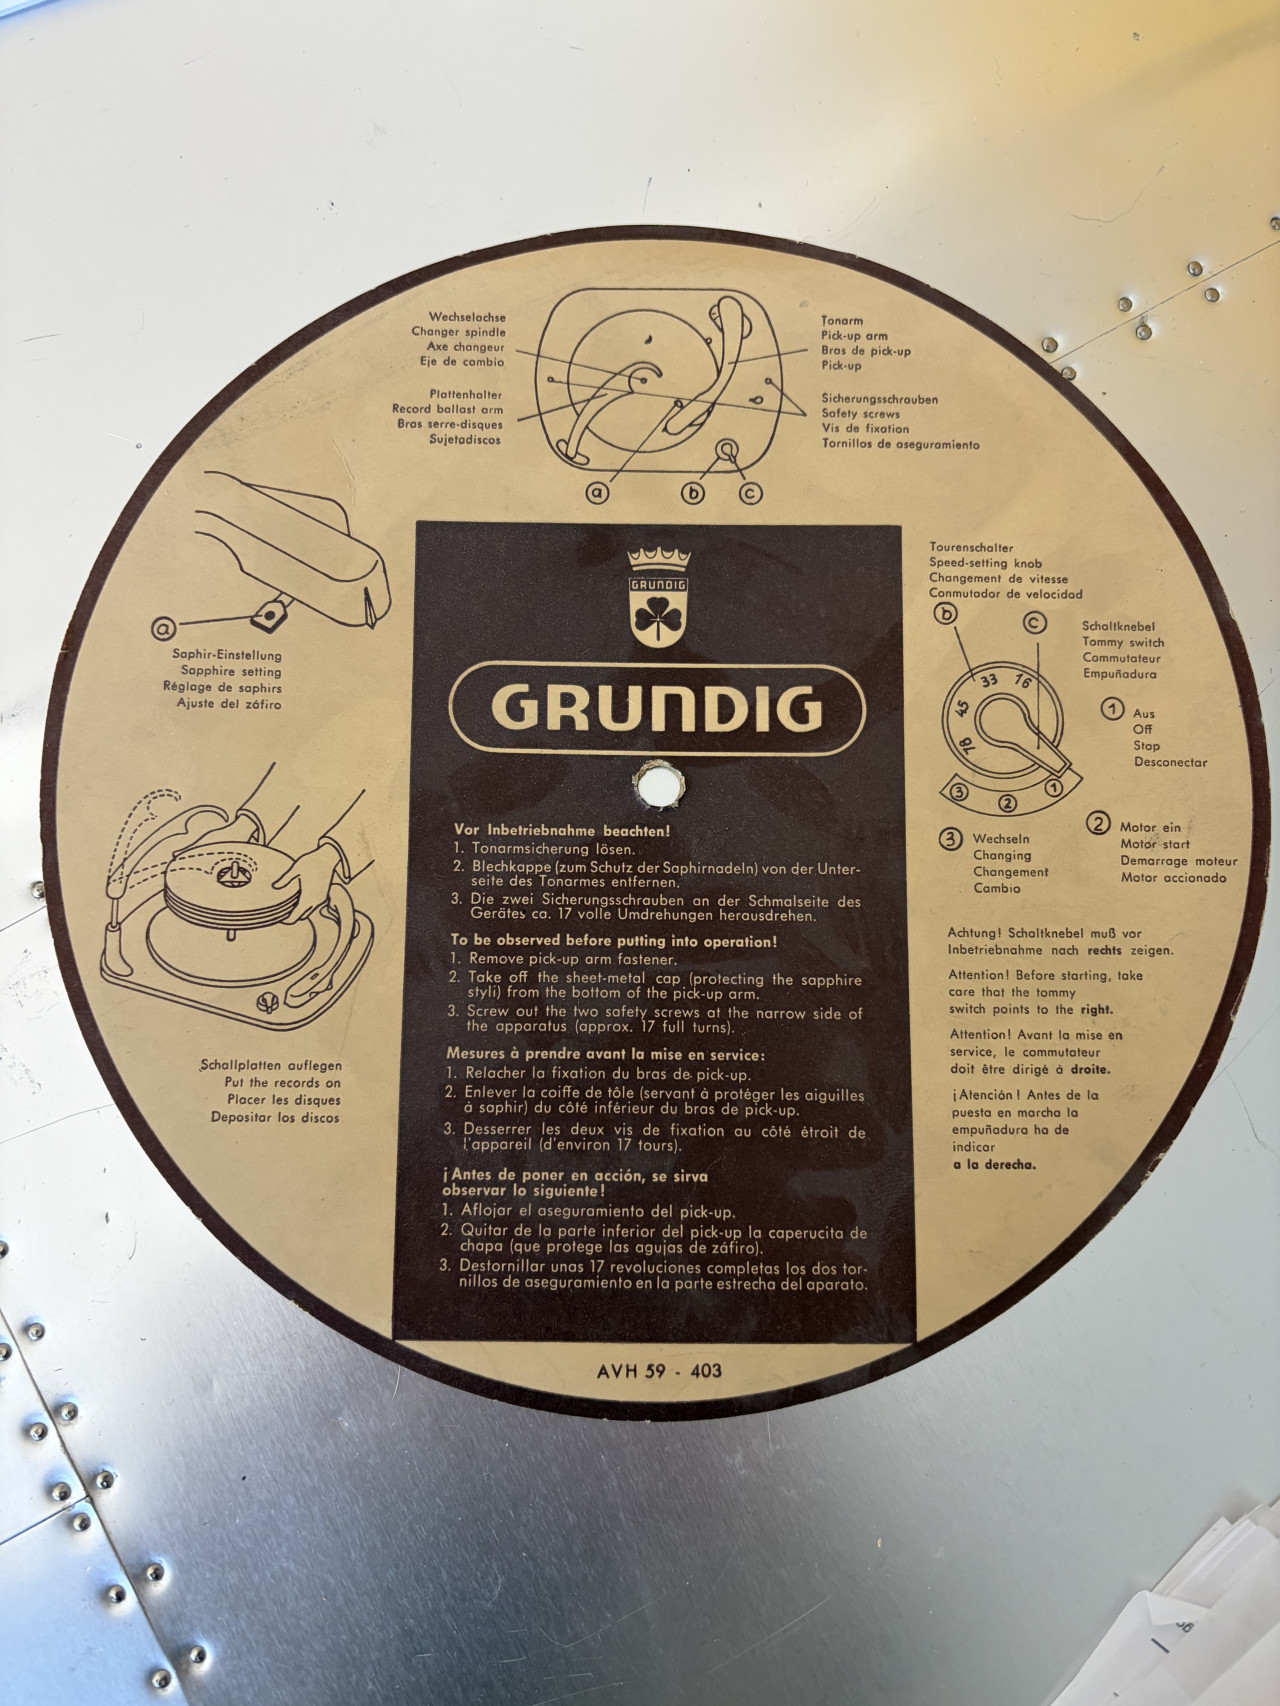 Wechselachse
Changer spindle
Axe changeur
Eje de cambio
Plattenhalter
Record ballast arm
Bras serre-disques
Sujetadiscos
Tonarm
Pick-up arm
Bras de pick-up
Pick-up
Sicherungsschrauben
Safety screws
Vis de fixation
Tornillos de aseguramiento
a b c
a
Saphir-Einstellung
Sapphire setting
Réglage de saphirs
Ajuste del záfiro
GRUNDIG
GRUNDIG
Tourenschalter
Speed-setting knob
Changement de vitesse
Conmutador de velocidad
b c
Schaltknebel
Tommy switch
Commutateur
Empuñadura
78 45 33 16
3 2 1
1 Aus
Off
Stop
Desconectar
2 Motor ein
Motor start
Demarrage moteur
Motor accionado
3 Wechseln
Changing
Changement
Cambio
Schallplatten auflegen
Put the records on
Placer les disques
Depositar los discos
Vor Inbetriebnahme beachten!
1. Tonarmsicherung lösen.
2. Blechkappe (zum Schutz der Saphirnadeln) von der Unter-
seite des Tonarmes entfernen.
3. Die zwei Sicherungsschrauben an der Schmalseite des
Gerätes ca. 17 volle Umdrehungen herausdrehen.
To be observed before putting into operation!
1. Remove pick-up arm fastener.
2. Take off the sheet-metal cap (protecting the sapphire
styli) from the bottom of the pick-up arm.
3. Screw out the two safety screws at the narrow side of
the apparatus (approx. 17 full turns).
Mesures à prendre avant la mise en service:
1. Relacher la fixation du bras de pick-up.
2. Enlever la coiffe de tôle (servant à protéger les aiguilles
à saphir) du côté inférieur du bras de pick-up.
3. Desserrer les deux vis de fixation au côté étroit de
l'appareil (d'environ 17 tours).
¡Antes de poner en acción, se sirva
observar lo siguiente!
1. Aflojar el aseguramiento del pick-up.
2. Quitar de la parte inferior del pick-up la caperucita de
chapa (que protege las agujas de záfiro).
3. Destornillar unas 17 revoluciones completas los dos tor-
nillos de aseguramiento en la parte estrecha del aparato.
Achtung! Schaltknebel muß vor
Inbetriebnahme nach rechts zeigen.
Attention! Before starting, take
care that the tommy
switch points to the right.
Attention! Avant la mise en
service, le commutateur
doit être dirigé à droite.
¡Atención! Antes de la
puesta en marcha la
empuñadura ha de
indicar
a la derecha.
AVH 59 - 403